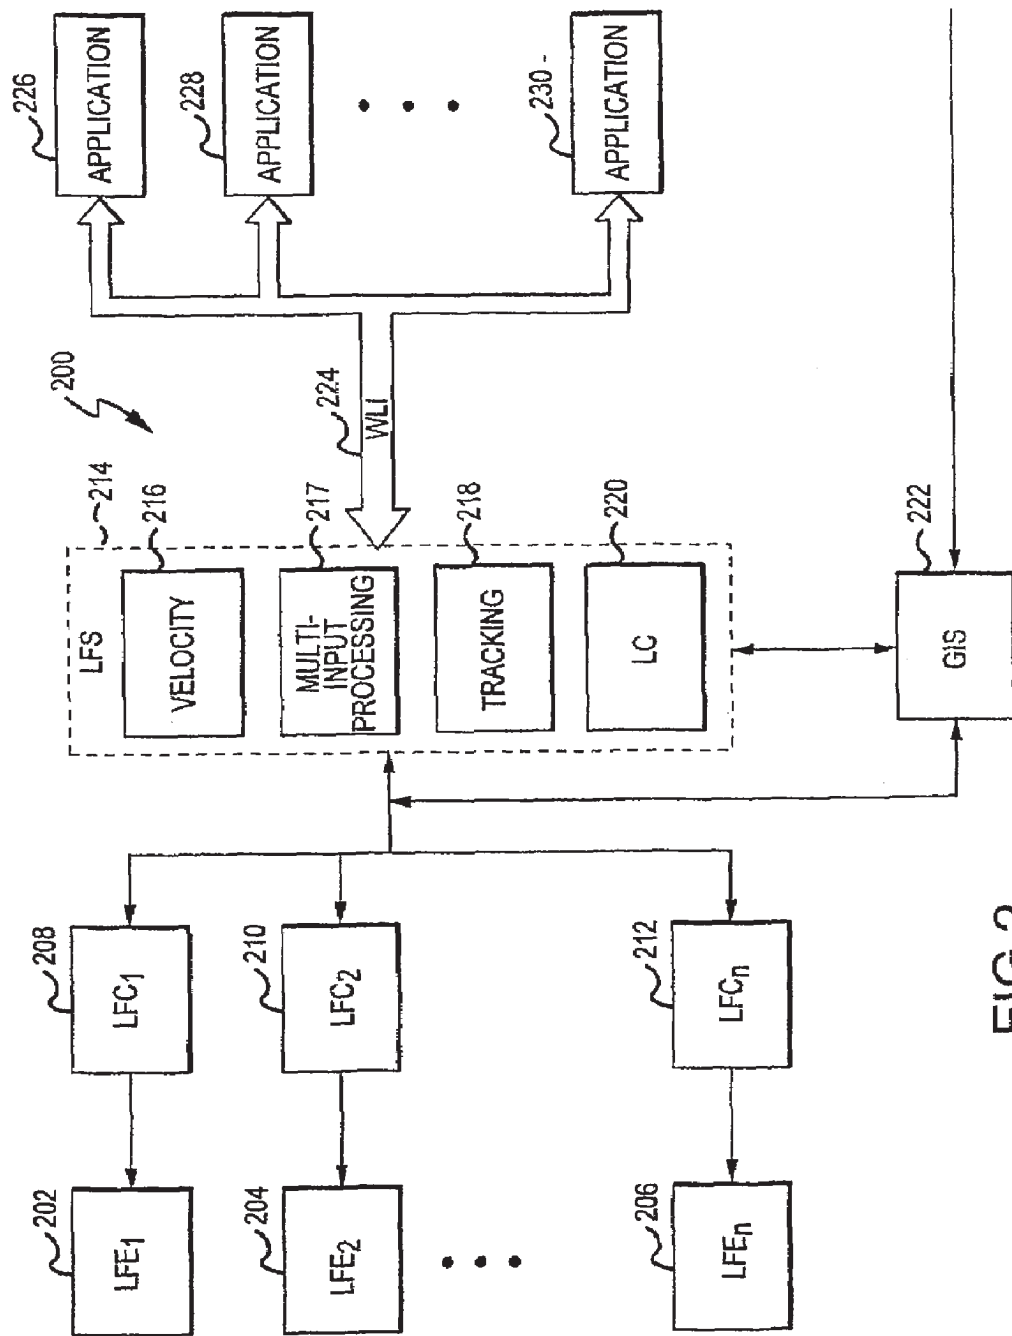 202
LFE1
208
LFC1
LFS
214
216
VELOCITY
200
226
APPLICATION
204
LFE2
210
LFC2
217
MULTI-
INPUT
PROCESSING
224
WLI
228
APPLICATION
218
TRACKING
206
LFEn
212
LFCn
220
LC
230
APPLICATION
222
GIS
FIG. 2